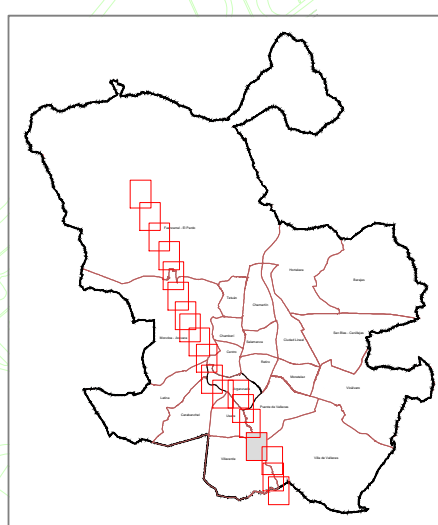 Fuencarral - El Pardo
Hortaleza
Barajas
Tetuán
Chamartín
San Blas - Canillejas
Moncloa - Aravaca
Chamberí
Salamanca
Ciudad Lineal
Centro
Retiro
Moratalaz
Vicálvaro
Latina
Carabanchel
Usera
Puente de Vallecas
Villaverde
Villa de Vallecas